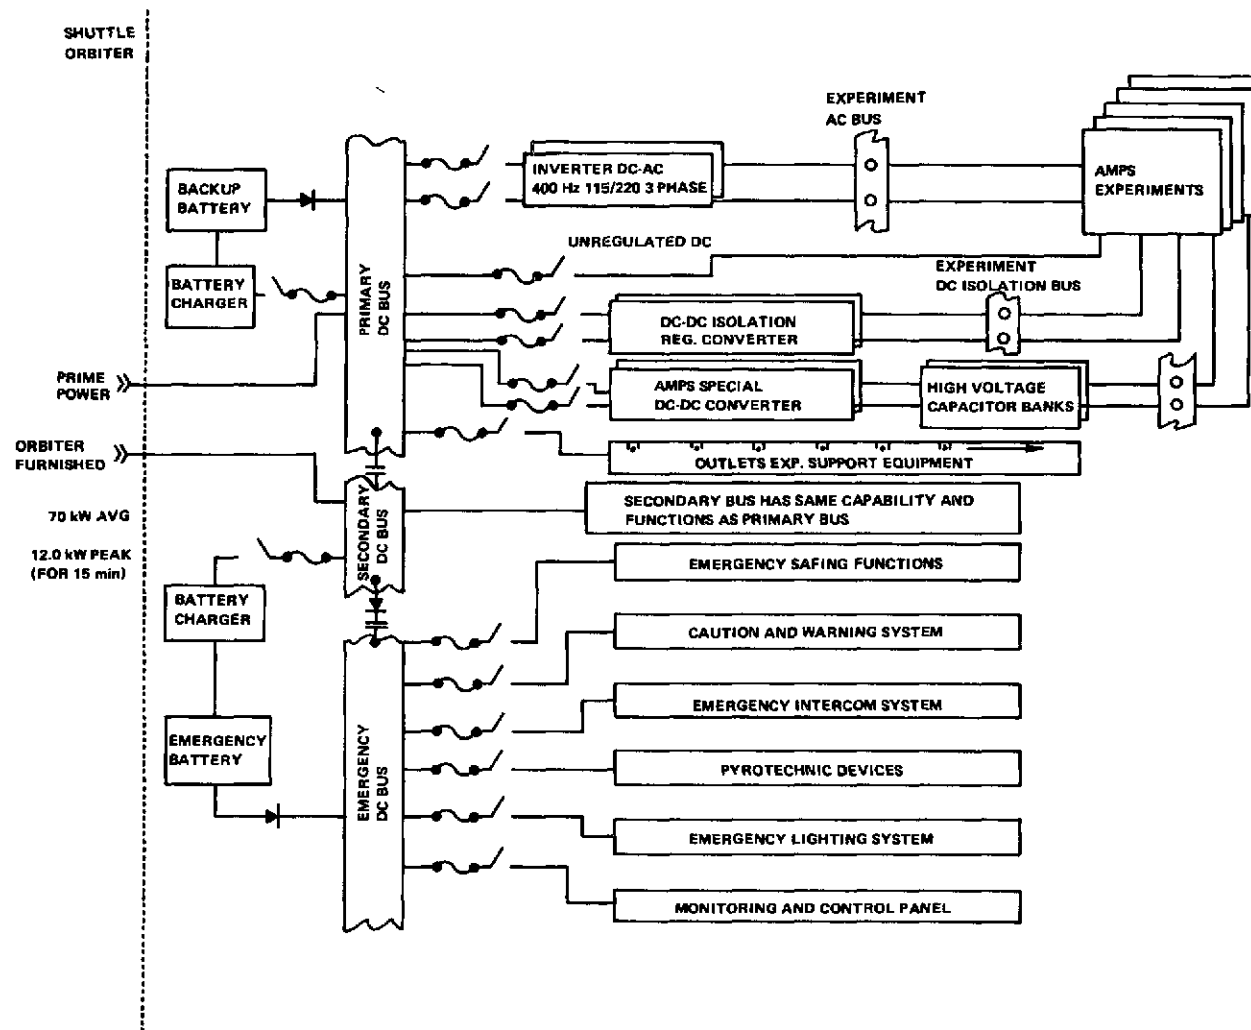 SHUTTLE
ORBITER
EXPERIMENT
AC BUS
INVERTER DC-AC
400 Hz 115/220 3 PHASE
AMPS
EXPERIMENTS
BACKUP
BATTERY
UNREGULATED DC
EXPERIMENT
DC ISOLATION BUS
BATTERY
CHARGER
PRIMARY
DC BUS
DC-DC ISOLATION
REG. CONVERTER
PRIME
POWER
AMPS SPECIAL
DC-DC CONVERTER
HIGH VOLTAGE
CAPACITOR BANKS
ORBITER
FURNISHED
OUTLETS EXP. SUPPORT EQUIPMENT
70 kW AVG
12.0 kW PEAK
(FOR 15 min)
SECONDARY
DC BUS
SECONDARY BUS HAS SAME CAPABILITY AND
FUNCTIONS AS PRIMARY BUS
EMERGENCY SAFING FUNCTIONS
BATTERY
CHARGER
CAUTION AND WARNING SYSTEM
EMERGENCY INTERCOM SYSTEM
EMERGENCY
BATTERY
EMERGENCY
DC BUS
PYROTECHNIC DEVICES
EMERGENCY LIGHTING SYSTEM
MONITORING AND CONTROL PANEL